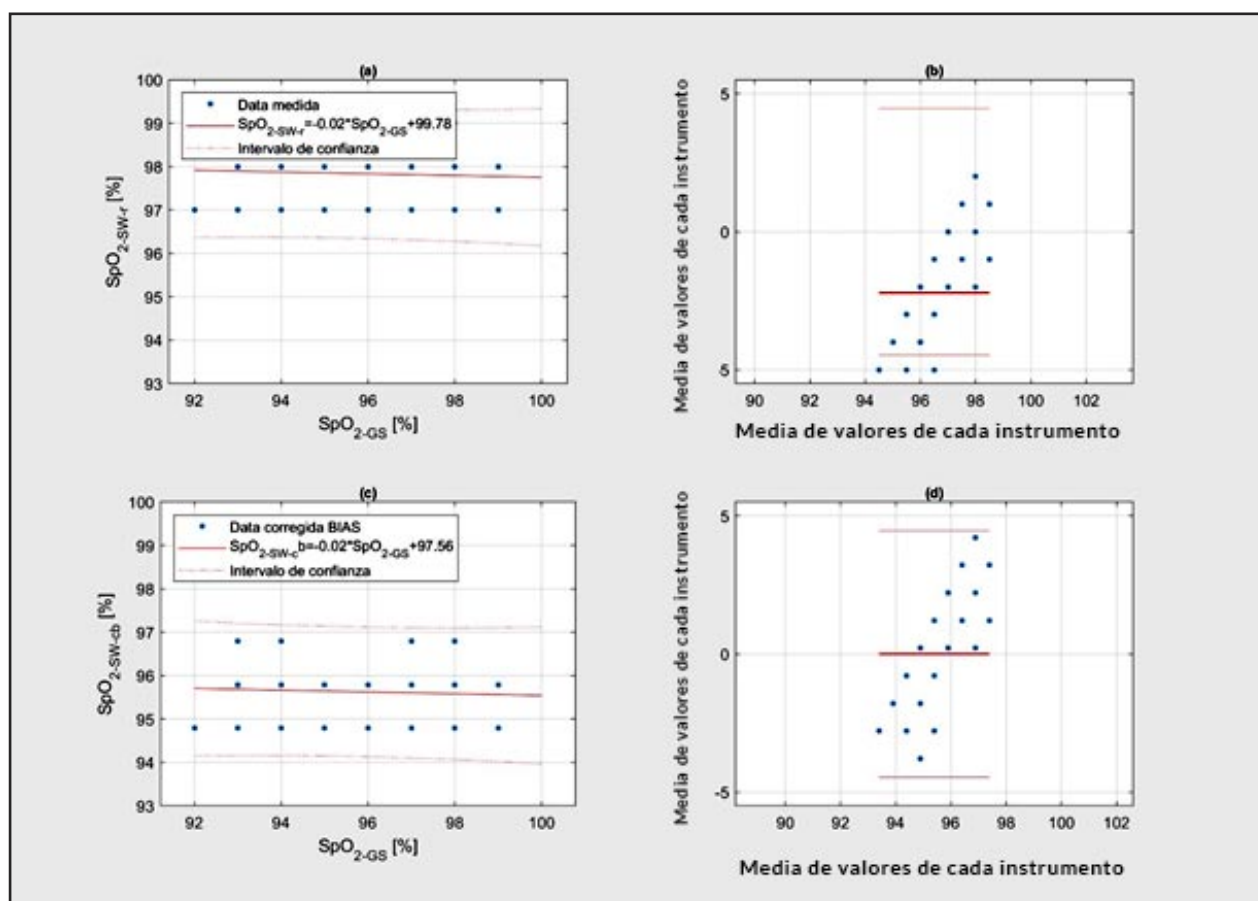 (a)
100
99
98
97
96
95
94
93
SpO2-SW-r [%]
Data medida
SpO2-SW-r=-0.02*SpO2-GS+99.78
Intervalo de confianza
92 94 96 98 100
SpO2-GS [%]
(b)
5
0
5
Media de valores de cada instrumento
90 92 94 96 98 100 102
Media de valores de cada instrumento
(c)
100
99
98
97
96
95
94
93
SpO2-SW-cb [%]
Data corregida BIAS
SpO2-SW-cb=-0.02*SpO2-GS+97.56
Intervalo de confianza
92 94 96 98 100
SpO2-GS [%]
(d)
5
0
-5
Media de valores de cada instrumento
90 92 94 96 98 100 102
Media de valores de cada instrumento